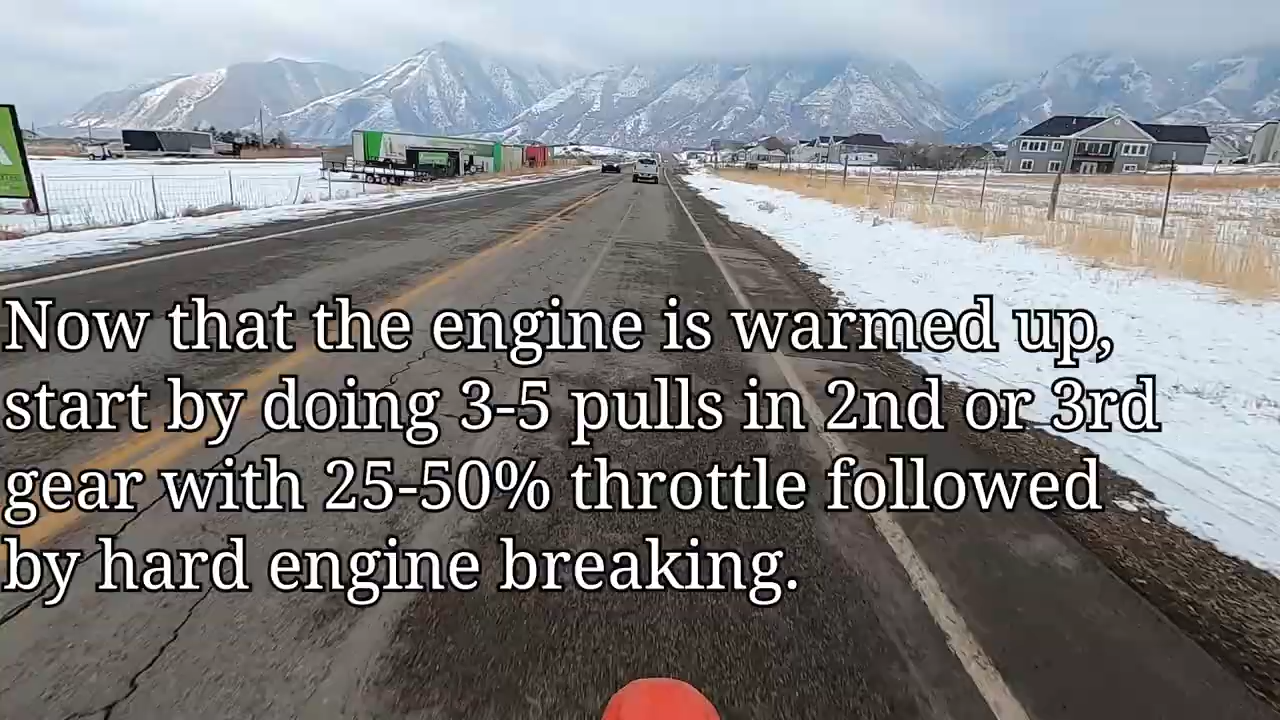 Now that the engine is warmed up,
start by doing 3-5 pulls in 2nd or 3rd
gear with 25-50% throttle followed
by hard engine breaking.